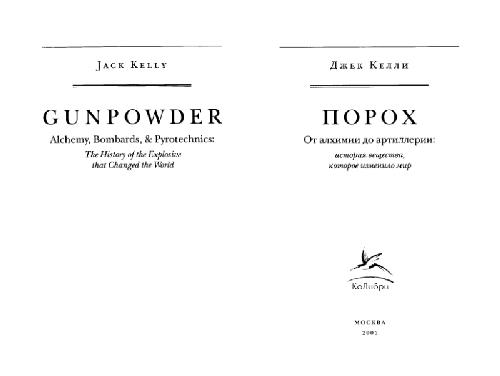 JACK KELLY
GUNPOWDER
Alchemy, Bombards, & Pyrotechnics:
The History of the Explosive
that Changed the World
ДЖЕК КЕЛЛИ
ПОРОХ
От алхимии до артиллерии:
история вещества,
которое изменило мир
КоЛибри
МОСКВА